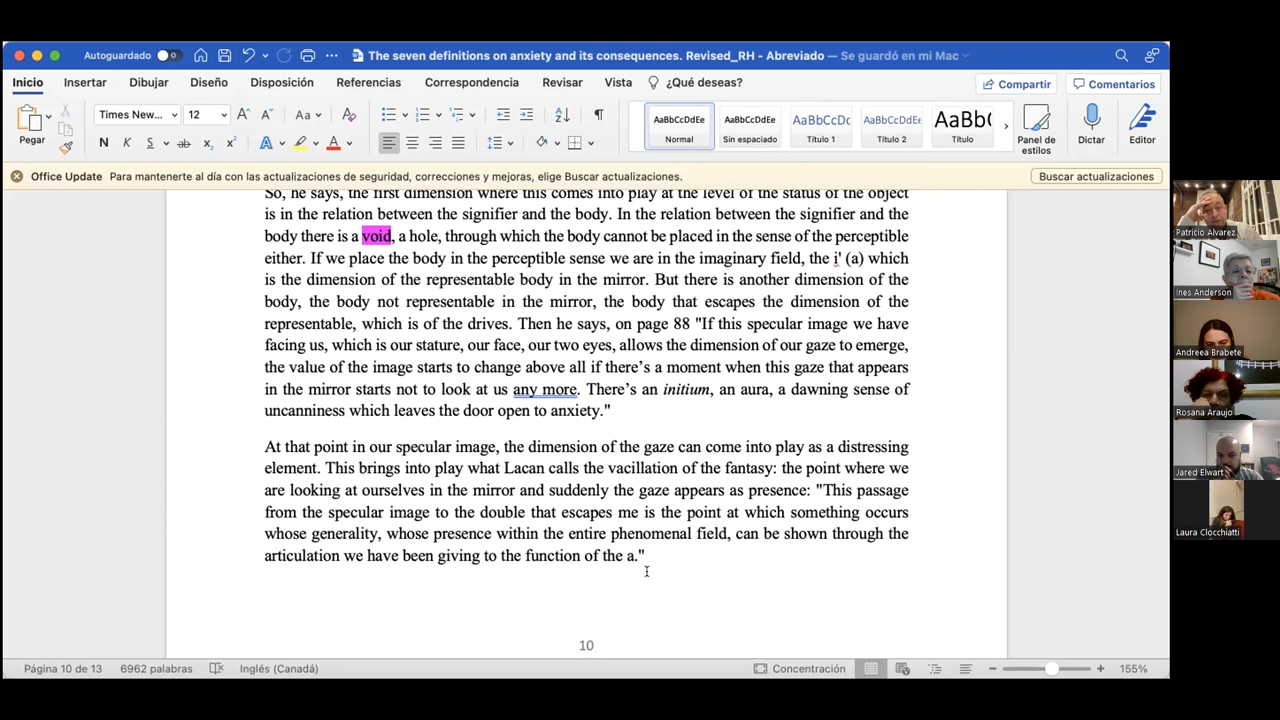 Autoguardado
The seven definitions on anxiety and its consequences. Revised_RH - Abreviado — Se guardó en mi Mac
Inicio Insertar Dibujar Diseño Disposición Referencias Correspondencia Revisar Vista ¿Qué deseas? Compartir Comentarios
Times New... 12 Aa
AaBbCcDdEe AaBbCcDdEe AaBbCcDc AaBbCcDdEe AaBb(
Pegar N K S ab x₂ x² A A Normal Sin espaciado Título 1 Título 2 Título Panel de estilos Dictar Editor
Office Update Para mantenerte al día con las actualizaciones de seguridad, correcciones y mejoras, elige Buscar actualizaciones. Buscar actualizaciones
So, he says, the first dimension where this comes into play at the level of the status of the object
is in the relation between the signifier and the body. In the relation between the signifier and the
body there is a void, a hole, through which the body cannot be placed in the sense of the perceptible
either. If we place the body in the perceptible sense we are in the imaginary field, the i' (a) which
is the dimension of the representable body in the mirror. But there is another dimension of the
body, the body not representable in the mirror, the body that escapes the dimension of the
representable, which is of the drives. Then he says, on page 88 "If this specular image we have
facing us, which is our stature, our face, our two eyes, allows the dimension of our gaze to emerge,
the value of the image starts to change above all if there's a moment when this gaze that appears
in the mirror starts not to look at us any more. There's an initium, an aura, a dawning sense of
uncanniness which leaves the door open to anxiety."
At that point in our specular image, the dimension of the gaze can come into play as a distressing
element. This brings into play what Lacan calls the vacillation of the fantasy: the point where we
are looking at ourselves in the mirror and suddenly the gaze appears as presence: "This passage
from the specular image to the double that escapes me is the point at which something occurs
whose generality, whose presence within the entire phenomenal field, can be shown through the
articulation we have been giving to the function of the a."
10
Página 10 de 13 6962 palabras Inglés (Canadá) Concentración 155%
Patricio Alvarez
Ines Anderson
Andreea Brabete
Rosana Araujo
Jared Elwart
Laura Clocchiatti